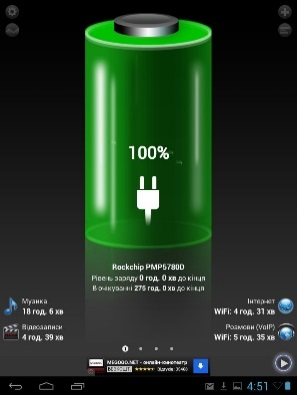 100%
Rockchip PMP5780D
Рівень заряду 0 год. 0 хв до кінця
В очікуванні 275 год. 0 хв до кінця
Музика
18 год. 6 хв
Інтернет
WiFi: 4 год. 31 хв
Відеозаписи
4 год. 39 хв
Розмови (VoIP)
WiFi: 5 год. 35 хв
MEGOGO.NET - онлайн-кинотеатр
4:51